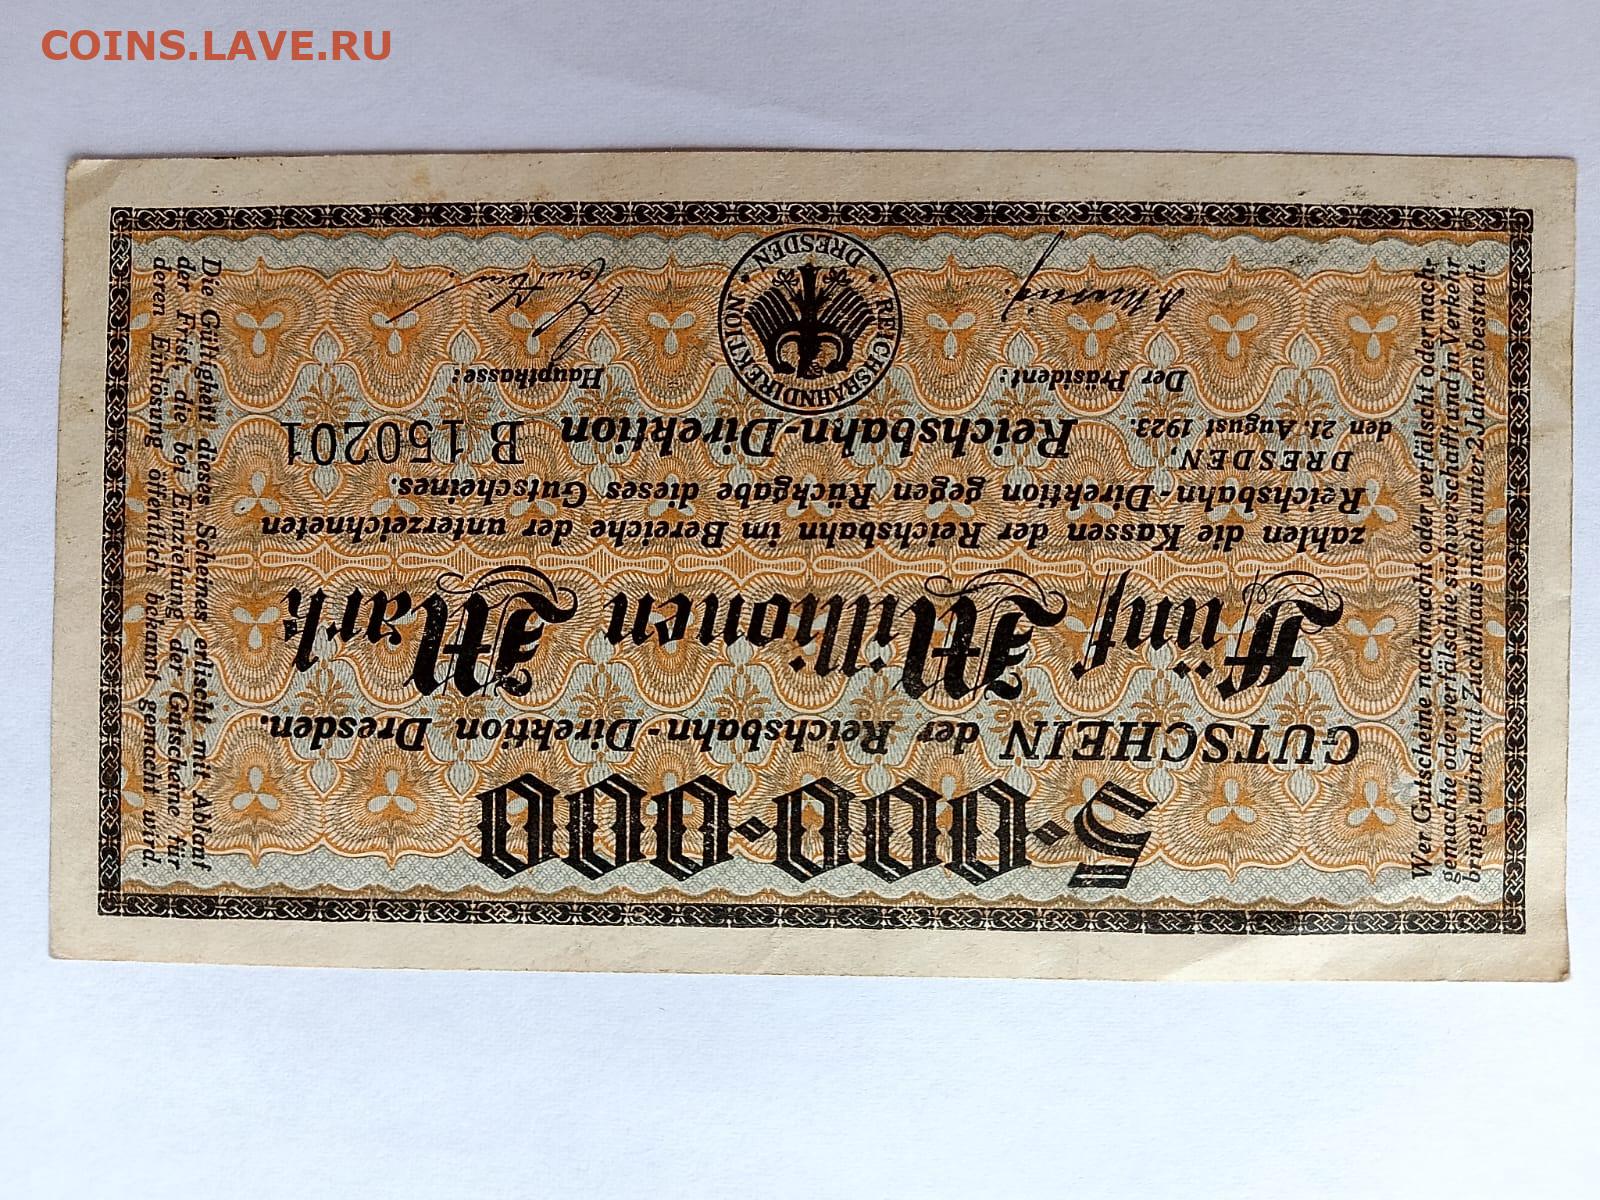 COINS.LAVE.RU
5·000·000
GUTSCHEIN der Reichsbahn-Direktion Dresden.
Fünf Millionen Mark
zahlen die Kassen der Reichsbahn im Bereiche der unterzeichneten
Reichsbahn-Direktion gegen Rückgabe dieses Gutscheines.
DRESDEN,
den 21. August 1923.
Reichsbahn-Direktion
B 150201
Der Präsident:
Hauptkasse:
REICHSBAHNDIREKTION
· DRESDEN ·
Wer Gutscheine nachmacht oder verfälscht oder nach-
gemachte oder verfälschte sich verschafft und in Verkehr
bringt, wird mit Zuchthaus nicht unter 2 Jahren bestraft.
Die Gültigkeit dieses Scheines erlischt mit Ablauf
der Frist, die bei Einziehung der Gutscheine für
deren Einlösung öffentlich bekannt gemacht wird